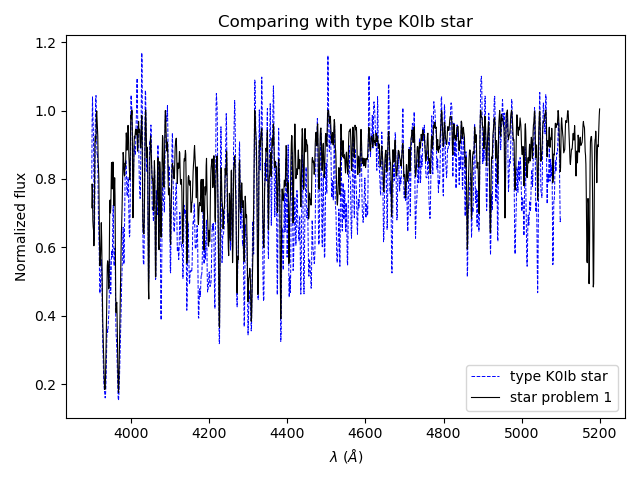 Comparing with type K0Ib star
Normalized flux
1.2
1.0
0.8
0.6
0.4
0.2
4000 4200 4400 4600 4800 5000 5200
λ (Å)
type K0Ib star
star problem 1